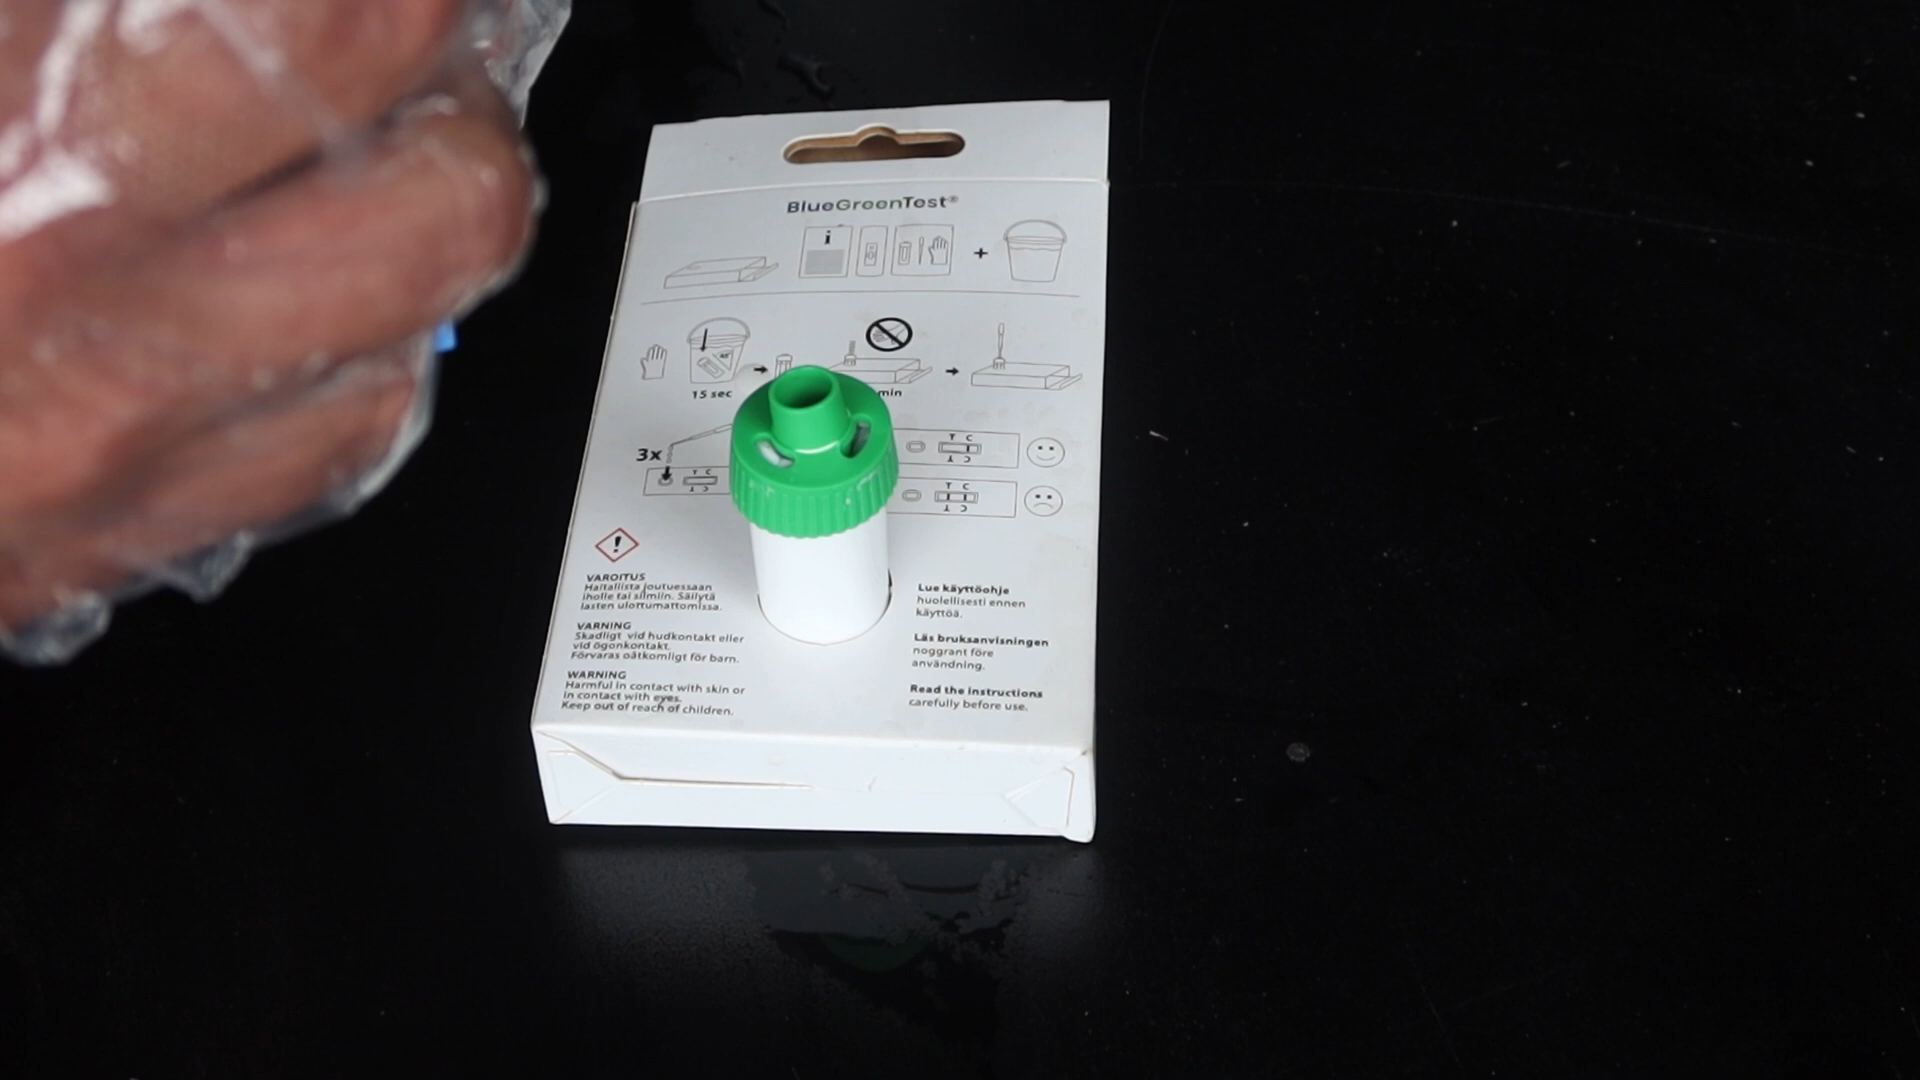 BlueGreenTest®
i
+
15 sec
min
3x
T C
T C
T C
T C
T C
T C
!
VAROITUS
Haitallista joutuessaan
iholle tai silmiin. Säilytä
lasten ulottumattomissa.
VARNING
Skadligt vid hudkontakt eller
vid ögonkontakt.
Förvaras oåtkomligt för barn.
WARNING
Harmful in contact with skin or
in contact with eyes.
Keep out of reach of children.
Lue käyttöohje
huolellisesti ennen
käyttöä.
Läs bruksanvisningen
noggrant före
användning.
Read the instructions
carefully before use.